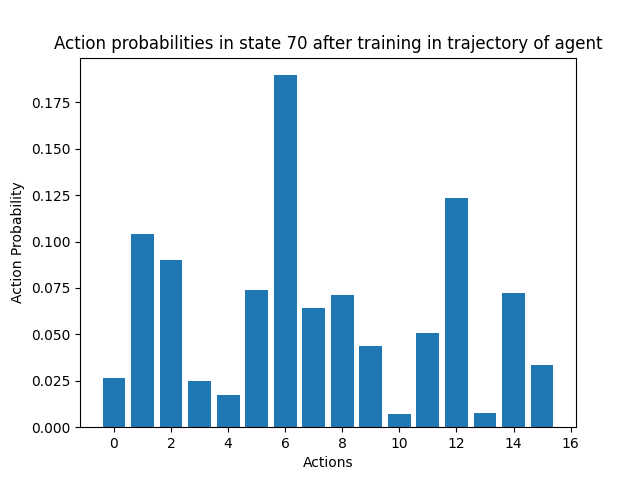 Action probabilities in state 70 after training in trajectory of agent
0.175
0.150
0.125
0.100
0.075
0.050
0.025
0.000
Action Probability
0 2 4 6 8 10 12 14 16
Actions